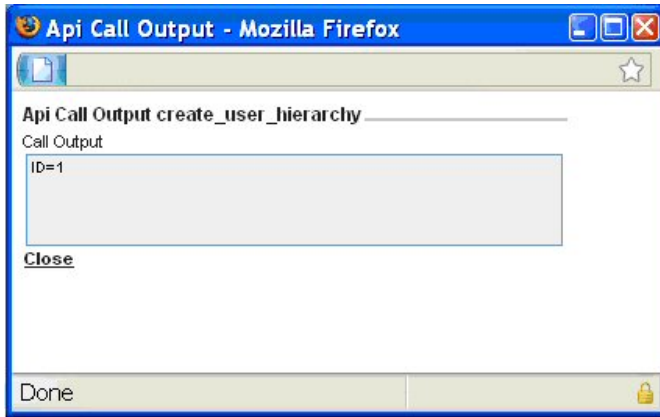 Api Call Output - Mozilla Firefox
Api Call Output create_user_hierarchy
Call Output
ID=1
Close
Done